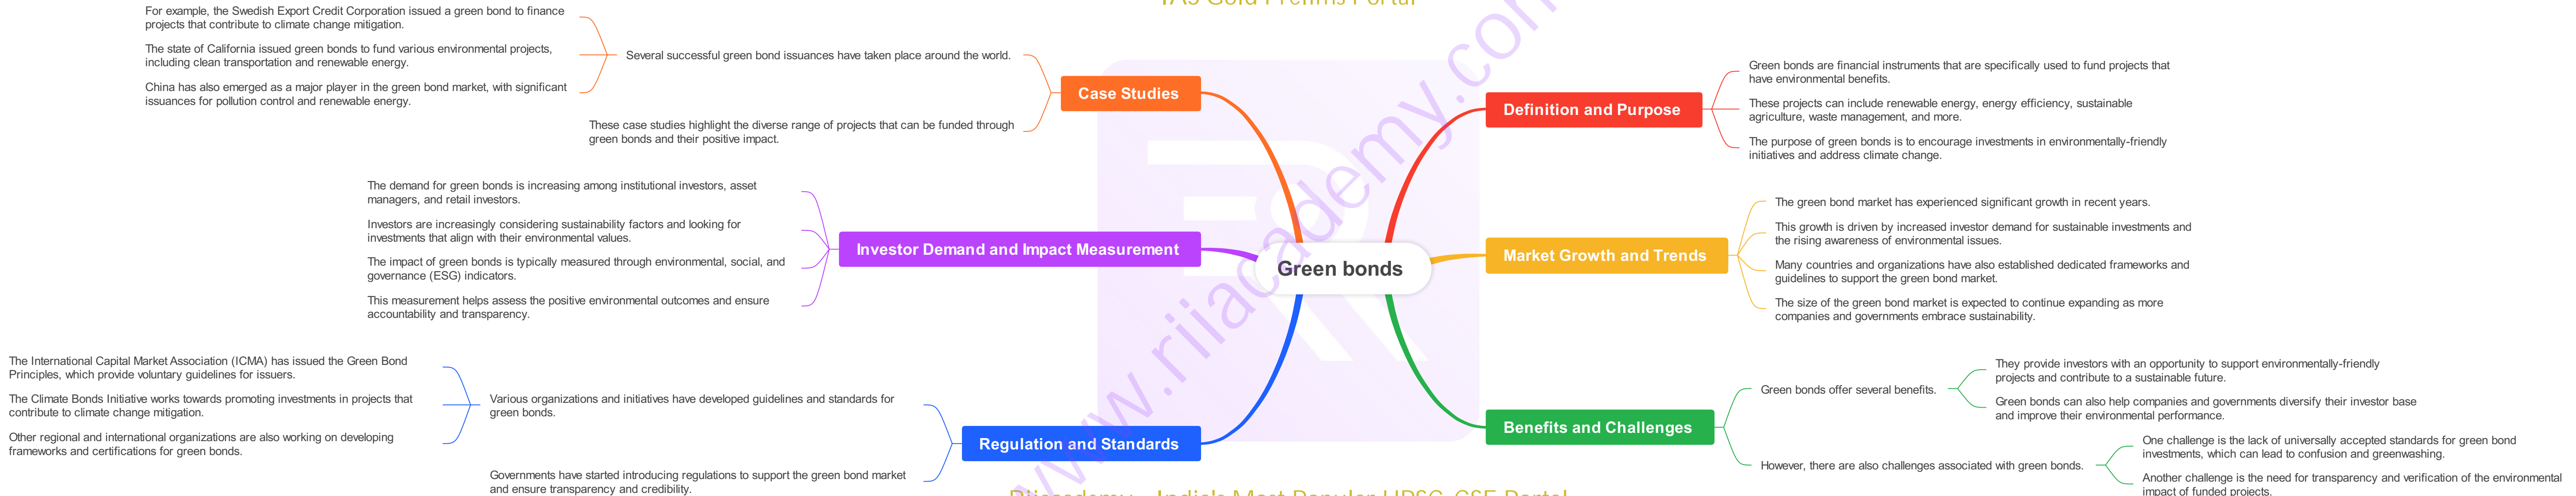 IAS Gold Prelims Portal
For example, the Swedish Export Credit Corporation issued a green bond to finance
projects that contribute to climate change mitigation.
The state of California issued green bonds to fund various environmental projects,
including clean transportation and renewable energy.
China has also emerged as a major player in the green bond market, with significant
issuances for pollution control and renewable energy.
Several successful green bond issuances have taken place around the world.
These case studies highlight the diverse range of projects that can be funded through
green bonds and their positive impact.
Case Studies
The demand for green bonds is increasing among institutional investors, asset
managers, and retail investors.
Investors are increasingly considering sustainability factors and looking for
investments that align with their environmental values.
The impact of green bonds is typically measured through environmental, social, and
governance (ESG) indicators.
This measurement helps assess the positive environmental outcomes and ensure
accountability and transparency.
Investor Demand and Impact Measurement
The International Capital Market Association (ICMA) has issued the Green Bond
Principles, which provide voluntary guidelines for issuers.
The Climate Bonds Initiative works towards promoting investments in projects that
contribute to climate change mitigation.
Other regional and international organizations are also working on developing
frameworks and certifications for green bonds.
Various organizations and initiatives have developed guidelines and standards for
green bonds.
Governments have started introducing regulations to support the green bond market
and ensure transparency and credibility.
Regulation and Standards
Green bonds
Definition and Purpose
Green bonds are financial instruments that are specifically used to fund projects that
have environmental benefits.
These projects can include renewable energy, energy efficiency, sustainable
agriculture, waste management, and more.
The purpose of green bonds is to encourage investments in environmentally-friendly
initiatives and address climate change.
Market Growth and Trends
The green bond market has experienced significant growth in recent years.
This growth is driven by increased investor demand for sustainable investments and
the rising awareness of environmental issues.
Many countries and organizations have also established dedicated frameworks and
guidelines to support the green bond market.
The size of the green bond market is expected to continue expanding as more
companies and governments embrace sustainability.
Benefits and Challenges
Green bonds offer several benefits.
They provide investors with an opportunity to support environmentally-friendly
projects and contribute to a sustainable future.
Green bonds can also help companies and governments diversify their investor base
and improve their environmental performance.
However, there are also challenges associated with green bonds.
One challenge is the lack of universally accepted standards for green bond
investments, which can lead to confusion and greenwashing.
Another challenge is the need for transparency and verification of the environmental
impact of funded projects.
www.riiacademy.com
India's Most Popular UPSC-CSE Portal